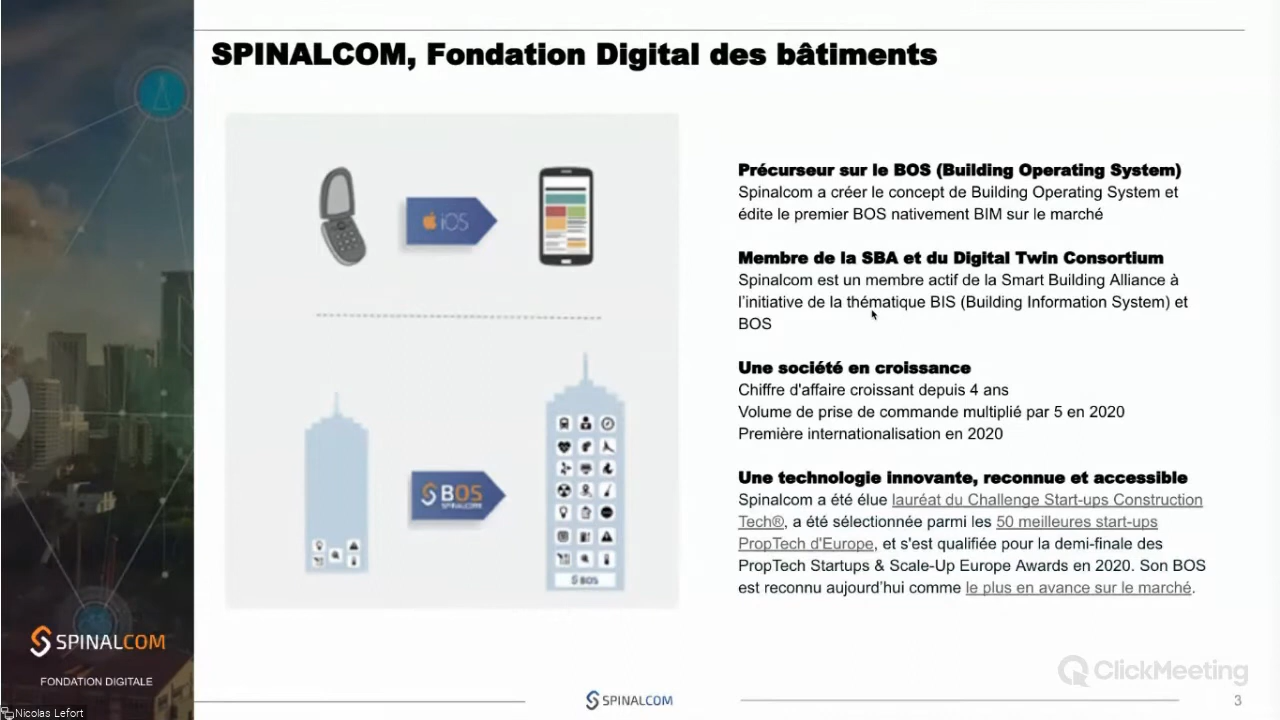 SPINALCOM, Fondation Digital des bâtiments
iOS
BOS
SPINALCOM
BOS
Précurseur sur le BOS (Building Operating System)
Spinalcom a créer le concept de Building Operating System et
édite le premier BOS nativement BIM sur le marché
Membre de la SBA et du Digital Twin Consortium
Spinalcom est un membre actif de la Smart Building Alliance à
l'initiative de la thématique BIS (Building Information System) et
BOS
Une société en croissance
Chiffre d'affaire croissant depuis 4 ans
Volume de prise de commande multiplié par 5 en 2020
Première internationalisation en 2020
Une technologie innovante, reconnue et accessible
Spinalcom a été élue lauréat du Challenge Start-ups Construction
Tech®, a été sélectionnée parmi les 50 meilleures start-ups
PropTech d'Europe, et s'est qualifiée pour la demi-finale des
PropTech Startups & Scale-Up Europe Awards en 2020. Son BOS
est reconnu aujourd’hui comme le plus en avance sur le marché.
SPINALCOM
FONDATION DIGITALE
Nicolas Lefort
SPINALCOM
ClickMeeting
3